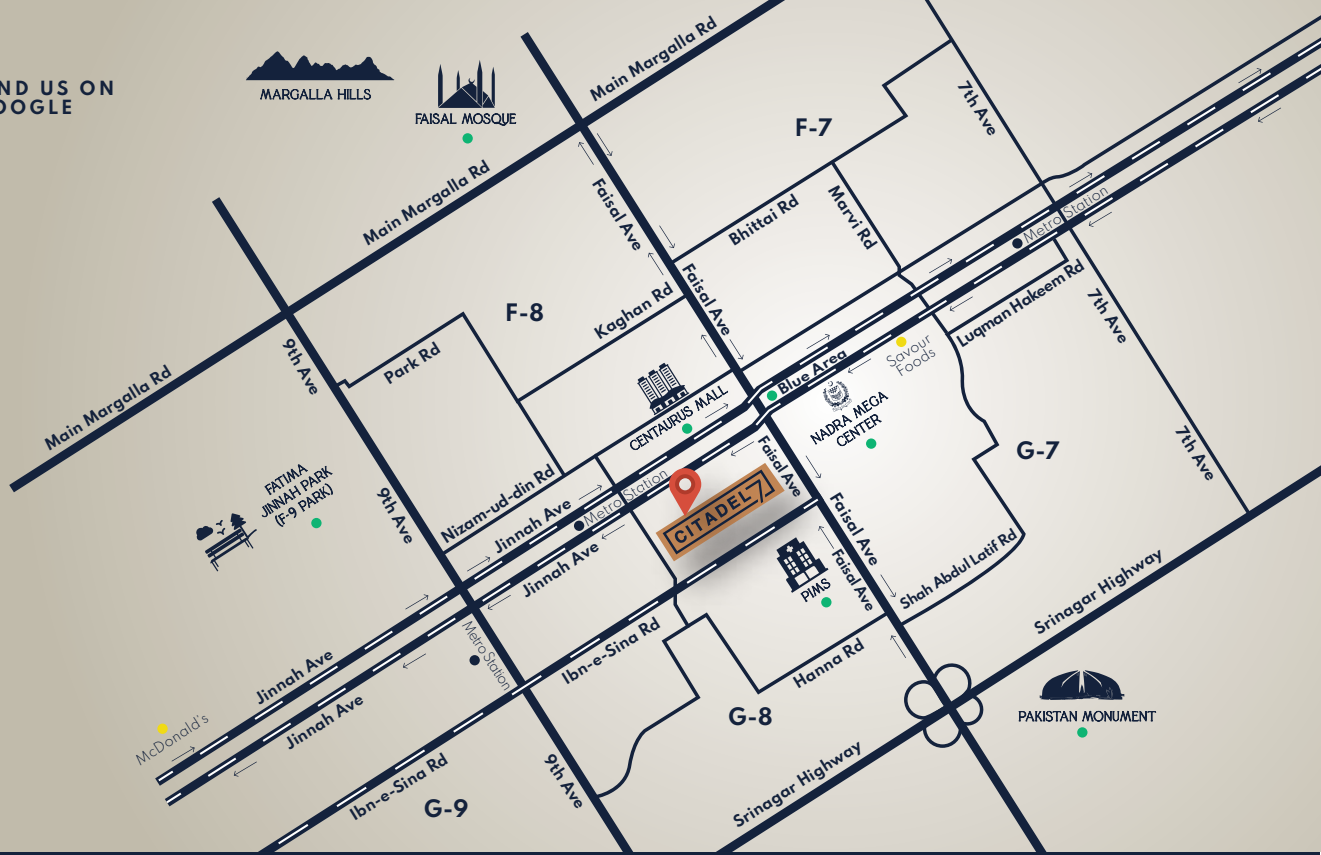 ND US ON
OOGLE
MARGALLA HILLS
FAISAL MOSQUE
Main Margalla Rd
Main Margalla Rd
Main Margalla Rd
F-7
7th Ave
Faisal Ave
Bhittai Rd
Marvi Rd
Metro Station
F-8
Kaghan Rd
Faisal Ave
Luqman Hakeem Rd
7th Ave
9th Ave
Park Rd
Blue Area
Savour
Foods
CENTAURUS MALL
NADRA MEGA
CENTER
G-7
7th Ave
FATIMA
JINNAH PARK
(F-9 PARK)
9th Ave
Nizam-ud-din Rd
Jinnah Ave
Metro Station
Faisal Ave
CITADEL 7
Jinnah Ave
Faisal Ave
Faisal Ave
PIMS
Shah Abdul Latif Rd
Srinagar Highway
Metro Station
Ibn-e-Sina Rd
Hanna Rd
Jinnah Ave
Jinnah Ave
McDonald's
G-8
PAKISTAN MONUMENT
9th Ave
Ibn-e-Sina Rd
G-9
Srinagar Highway